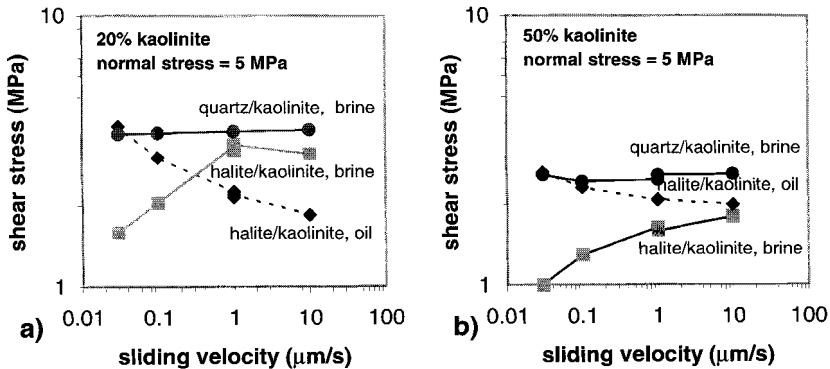 10
20% kaolinite
normal stress = 5 MPa
quartz/kaolinite, brine
halite/kaolinite, brine
halite/kaolinite, oil
shear stress (MPa)
1
0.01 0.1 1 10 100
a)
sliding velocity (μm/s)
10
50% kaolinite
normal stress = 5 MPa
quartz/kaolinite, brine
halite/kaolinite, oil
halite/kaolinite, brine
shear stress (MPa)
1
0.01 0.1 1 10 100
b)
sliding velocity (μm/s)